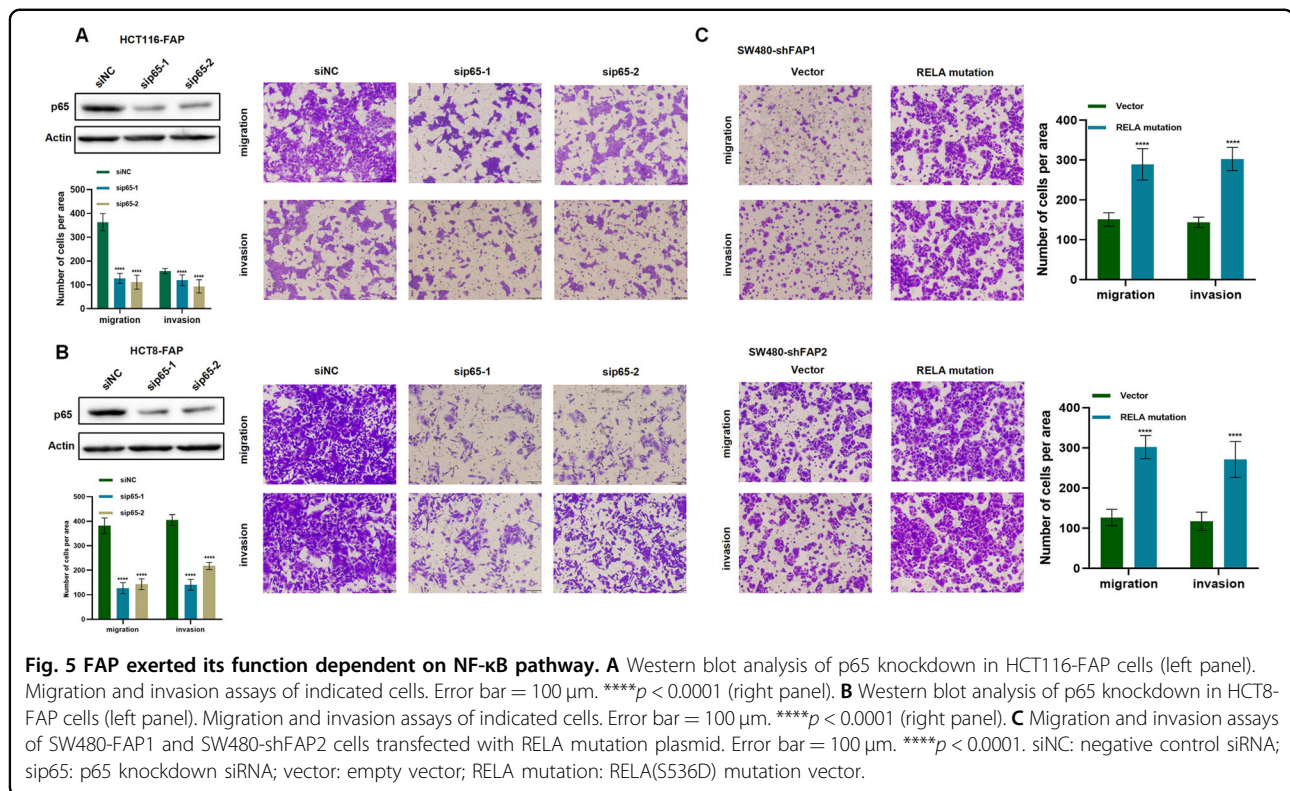 A
HCT116-FAP
siNC
sip65-1
sip65-2
p65
Actin
siNC
sip65-1
sip65-2
Number of cells per area
500
400
300
200
100
0
**** ****
**** ****
migration
invasion
siNC
sip65-1
sip65-2
migration
invasion
B
HCT8-FAP
siNC
sip65-1
sip65-2
p65
Actin
siNC
sip65-1
sip65-2
Number of cells per area
500
400
300
200
100
0
**** ****
**** ****
migration
invasion
siNC
sip65-1
sip65-2
migration
invasion
C
SW480-shFAP1
Vector
RELA mutation
migration
invasion
Vector
RELA mutation
Number of cells per area
400
300
200
100
0
****
****
migration
invasion
SW480-shFAP2
Vector
RELA mutation
migration
invasion
Vector
RELA mutation
Number of cells per area
400
300
200
100
0
****
****
migration
invasion
Fig. 5 FAP exerted its function dependent on NF-κB pathway. A Western blot analysis of p65 knockdown in HCT116-FAP cells (left panel).
Migration and invasion assays of indicated cells. Error bar = 100 μm. ****p < 0.0001 (right panel). B Western blot analysis of p65 knockdown in HCT8-
FAP cells (left panel). Migration and invasion assays of indicated cells. Error bar = 100 μm. ****p < 0.0001 (right panel). C Migration and invasion assays
of SW480-FAP1 and SW480-shFAP2 cells transfected with RELA mutation plasmid. Error bar = 100 μm. ****p < 0.0001. siNC: negative control siRNA;
sip65: p65 knockdown siRNA; vector: empty vector; RELA mutation: RELA(S536D) mutation vector.